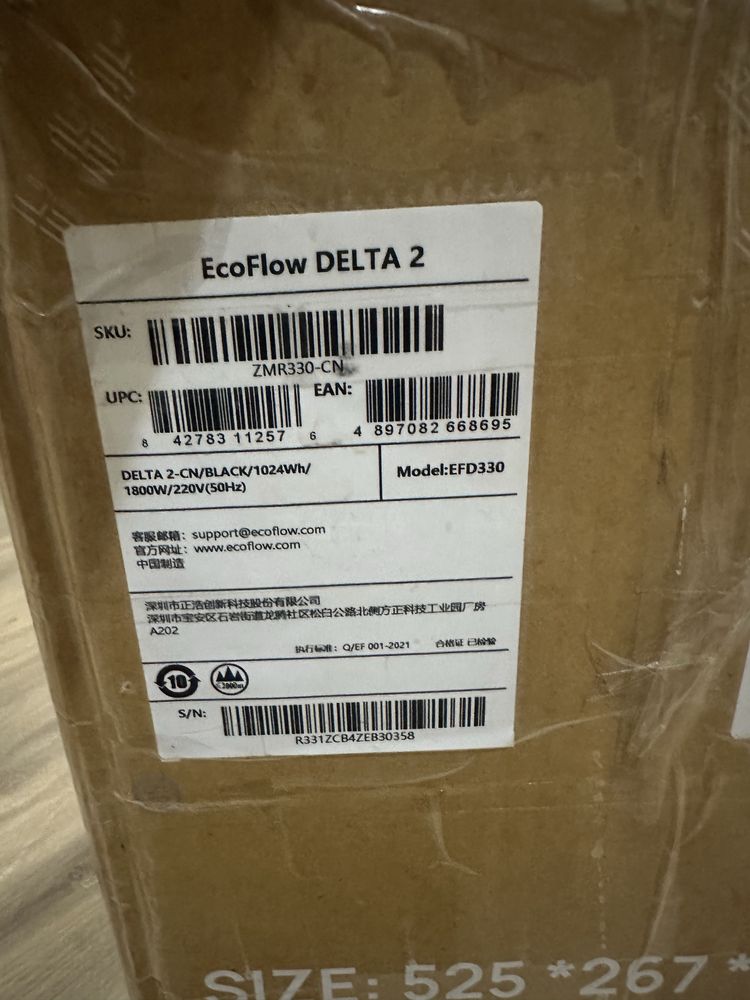 EcoFlow DELTA 2
SKU:
ZMR330-CN
UPC:
8 42783 11257 6
EAN:
4 897082 668695
DELTA 2-CN/BLACK/1024Wh/
1800W/220V(50Hz)
Model:EFD330
客服邮箱：support@ecoflow.com
官方网址：www.ecoflow.com
中国制造
深圳市正浩创新科技股份有限公司
深圳市宝安区石岩街道龙腾社区松白公路北侧方正科技工业园厂房
A202
执行标准：Q/EF 001-2021 合格证 已检验
10
≤2000m
S/N:
R331ZCB4ZEB30358
SIZE: 525 *267 *